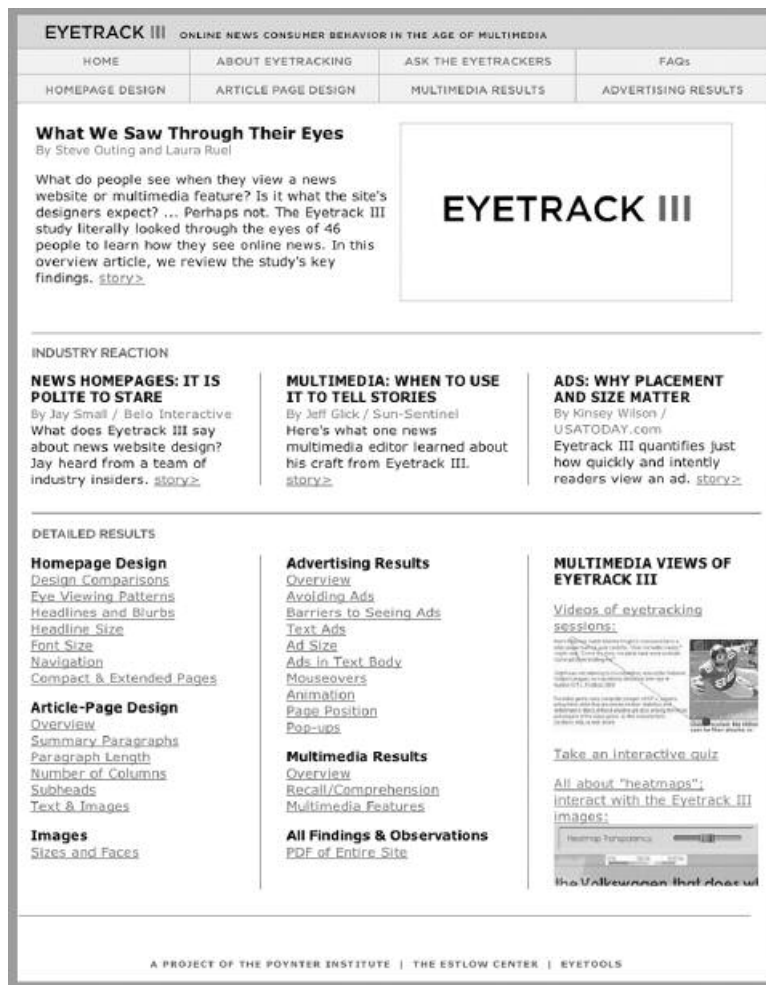 EYETRACK III ONLINE NEWS CONSUMER BEHAVIOR IN THE AGE OF MULTIMEDIA
HOME ABOUT EYETRACKING ASK THE EYETRACKERS FAQs
HOMEPAGE DESIGN ARTICLE PAGE DESIGN MULTIMEDIA RESULTS ADVERTISING RESULTS
What We Saw Through Their Eyes
By Steve Outing and Laura Ruel
What do people see when they view a news
website or multimedia feature? Is it what the site's
designers expect? ... Perhaps not. The Eyetrack III
study literally looked through the eyes of 46
people to learn how they see online news. In this
overview article, we review the study's key
findings. story>
EYETRACK III
INDUSTRY REACTION
NEWS HOMEPAGES: IT IS
POLITE TO STARE
By Jay Small / Belo Interactive
What does Eyetrack III say
about news website design?
Jay heard from a team of
industry insiders. story>
MULTIMEDIA: WHEN TO USE
IT TO TELL STORIES
By Jeff Glick / Sun-Sentinel
Here's what one news
multimedia editor learned about
his craft from Eyetrack III.
story>
ADS: WHY PLACEMENT
AND SIZE MATTER
By Kinsey Wilson /
USATODAY.com
Eyetrack III quantifies just
how quickly and intently
readers view an ad. story>
DETAILED RESULTS
Homepage Design
Design Comparisons
Eye Viewing Patterns
Headlines and Blurbs
Headline Size
Font Size
Navigation
Compact & Extended Pages
Article-Page Design
Overview
Summary Paragraphs
Paragraph Length
Number of Columns
Subheads
Text & Images
Images
Sizes and Faces
Advertising Results
Overview
Avoiding Ads
Barriers to Seeing Ads
Text Ads
Ad Size
Ads in Text Body
Mouseovers
Animation
Page Position
Pop-ups
Multimedia Results
Overview
Recall/Comprehension
Multimedia Features
All Findings & Observations
PDF of Entire Site
MULTIMEDIA VIEWS OF
EYETRACK III
Videos of eyetracking
sessions:
Take an interactive quiz
All about "heatmaps";
interact with the Eyetrack III
images:
Heatmap Transparency
the Volkswagen that does
A PROJECT OF THE POYNTER INSTITUTE | THE ESTLOW CENTER | EYETOOLS